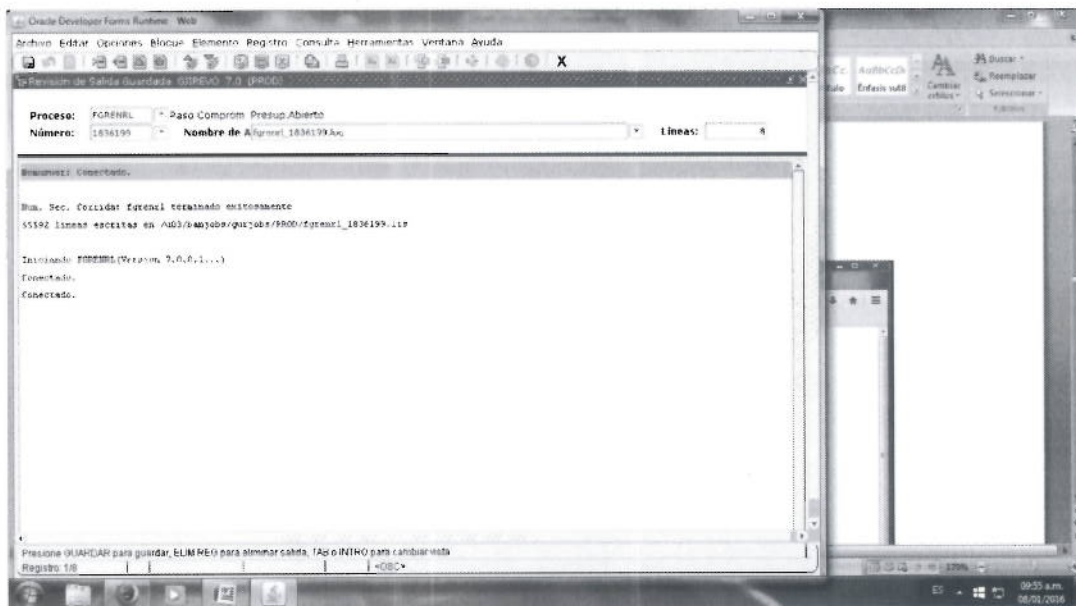 Oracle Developer Forms Runtime - Web
Archivo Editar Opciones Bloque Elemento Registro Consulta Herramientas Ventana Ayuda
X
Revisión de Salida Guardada GJIREVO 7.0 (PROD)
Proceso: FGRENRL Paso Comprom Presup.Abierto
Número: 1836199 Nombre de A fgrenrl_1836199.log Líneas: 8
Conectado.
Num. Sec. Corrida: fgrenrl terminado exitosamente
55592 lineas escritas en /u03/banjobs/gurjobs/PROD/fgrenrl_1836199.lis
Iniciando FGRENRL(Version 7.0.0.1...)
Conectado.
Conectado.
Presione GUARDAR para guardar, ELIM REG para eliminar salida, TAB o INTRO para cambiar vista
Registro: 1/8 <OSC>
AaBbCcDc
Énfasis sutil
Cambiar estilos
Buscar
Reemplazar
Seleccionar
120%
ES
09:55 a.m.
08/01/2016